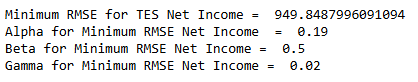 Minimum RMSE for TES Net Income =  949.8487996091094
Alpha for Minimum RMSE Net Income  =  0.19
Beta for Minimum RMSE Net Income =  0.5
Gamma for Minimum RMSE Net Income =  0.02